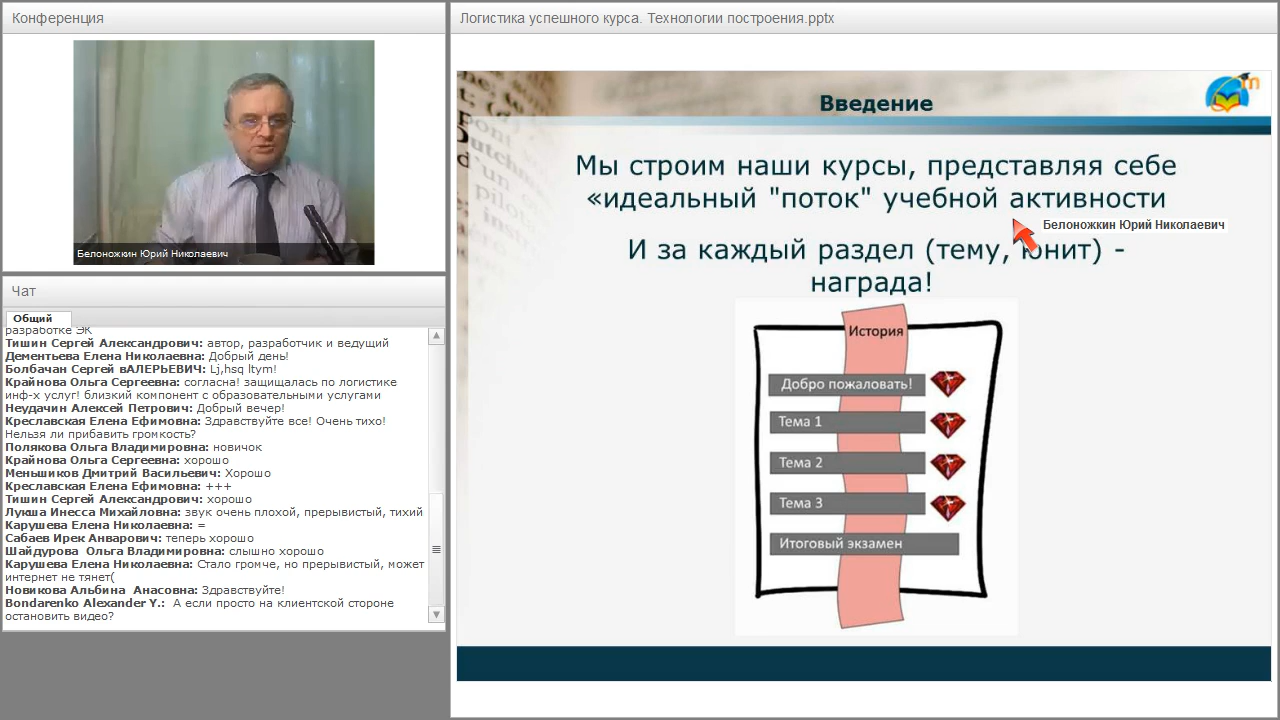 Конференция
Белоножкин Юрий Николаевич
Чат
Общий
разработке ЭК
Тишин Сергей Александрович: автор, разработчик и ведущий
Дементьева Елена Николаевна: Добрый день!
Болбачан Сергей вАЛЕРЬЕВИЧ: Lj,hsq ltym!
Крайнова Ольга Сергеевна: согласна! защищалась по логистике
инф-х услуг! близкий компонент с образовательными услугами
Неудачин Алексей Петрович: Добрый вечер!
Креславская Елена Ефимовна: Здравствуйте все! Очень тихо!
Нельзя ли прибавить громкость?
Полякова Ольга Владимировна: новичок
Крайнова Ольга Сергеевна: хорошо
Меньшиков Дмитрий Васильевич: Хорошо
Креславская Елена Ефимовна: +++
Тишин Сергей Александрович: хорошо
Лукша Инесса Михайловна: звук очень плохой, прерывистый, тихий
Карушева Елена Николаевна: =
Сабаев Ирек Анварович: теперь хорошо
Шайдурова  Ольга Владимировна: слышно хорошо
Карушева Елена Николаевна: Стало громче, но прерывистый, может
интернет не тянет(
Новикова Альбина  Анасовна: Здравствуйте!
Bondarenko Alexander Y.:  А если просто на клиентской стороне
остановить видео?
Логистика успешного курса. Технологии построения.pptx
Введение
Мы строим наши курсы, представляя себе
«идеальный "поток" учебной активности
Белоножкин Юрий Николаевич
И за каждый раздел (тему, юнит) -
награда!
История
Добро пожаловать!
Тема 1
Тема 2
Тема 3
Итоговый экзамен